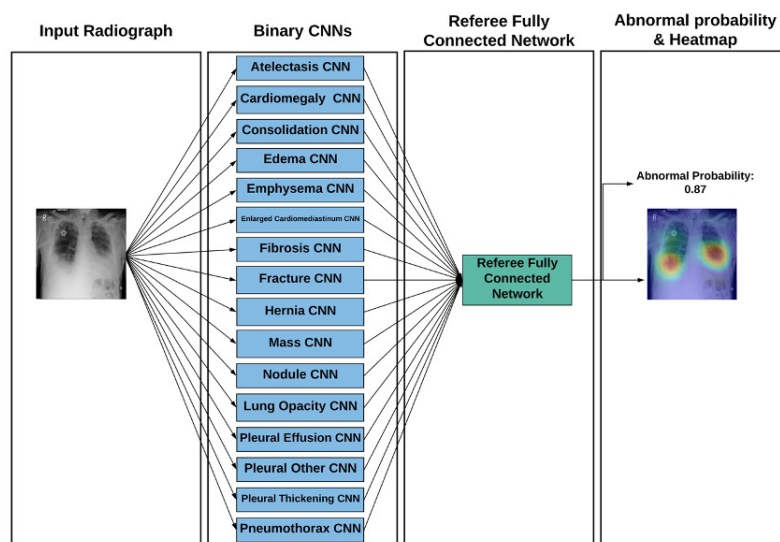 Input Radiograph
Binary CNNs
Referee Fully
Connected Network
Abnormal probability
& Heatmap
Atelectasis CNN
Cardiomegaly CNN
Consolidation CNN
Edema CNN
Emphysema CNN
Enlarged Cardiomediastinum CNN
Fibrosis CNN
Fracture CNN
Hernia CNN
Mass CNN
Nodule CNN
Lung Opacity CNN
Pleural Effusion CNN
Pleural Other CNN
Pleural Thickening CNN
Pneumothorax CNN
Referee Fully
Connected
Network
Abnormal Probability:
0.87